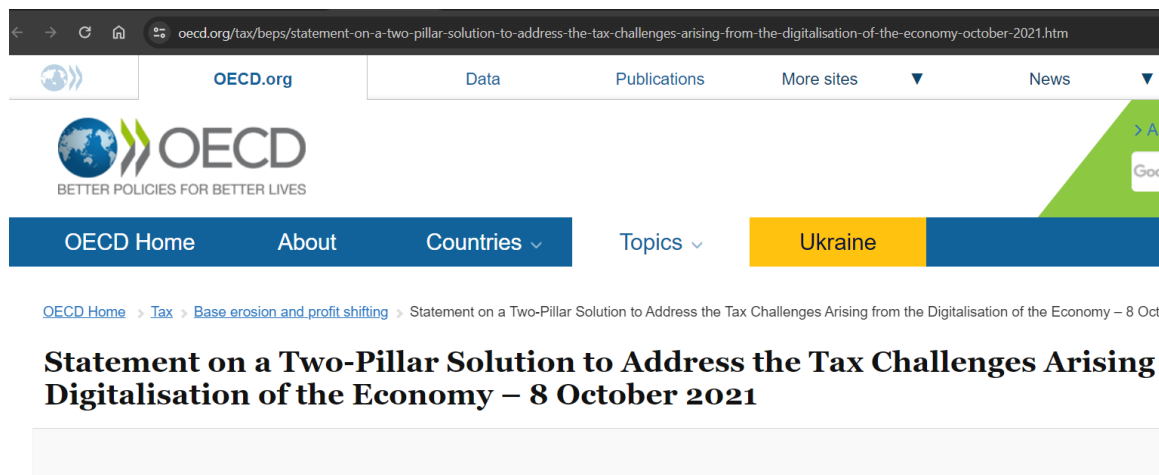 oecd.org/tax/beps/statement-on-a-two-pillar-solution-to-address-the-tax-challenges-arising-from-the-digitalisation-of-the-economy-october-2021.htm
OECD.org Data Publications More sites ▼ News ▼
> A
OECD
BETTER POLICIES FOR BETTER LIVES
Goo
OECD Home About Countries Topics Ukraine
OECD Home > Tax > Base erosion and profit shifting > Statement on a Two-Pillar Solution to Address the Tax Challenges Arising from the Digitalisation of the Economy – 8 Oct
Statement on a Two-Pillar Solution to Address the Tax Challenges Arising
Digitalisation of the Economy – 8 October 2021